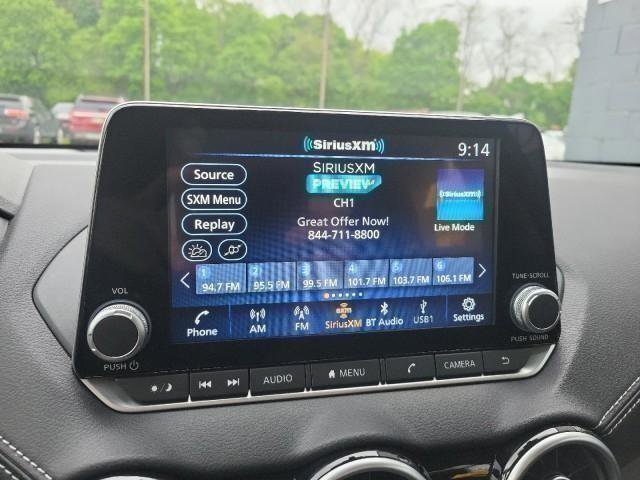 ((SiriusXM))
9:14
Source
SXM Menu
Replay
SIRIUSXM
PREVIEW
CH1
Great Offer Now!
844-711-8800
((SiriusXM))
Live Mode
1 2 3 4 5 6
94.7 FM 95.5 FM 99.5 FM 101.7 FM 103.7 FM 106.1 FM
Phone AM FM SiriusXM BT Audio USB1 Settings
VOL
PUSH
TUNE-SCROLL
PUSH SOUND
AUDIO MENU CAMERA